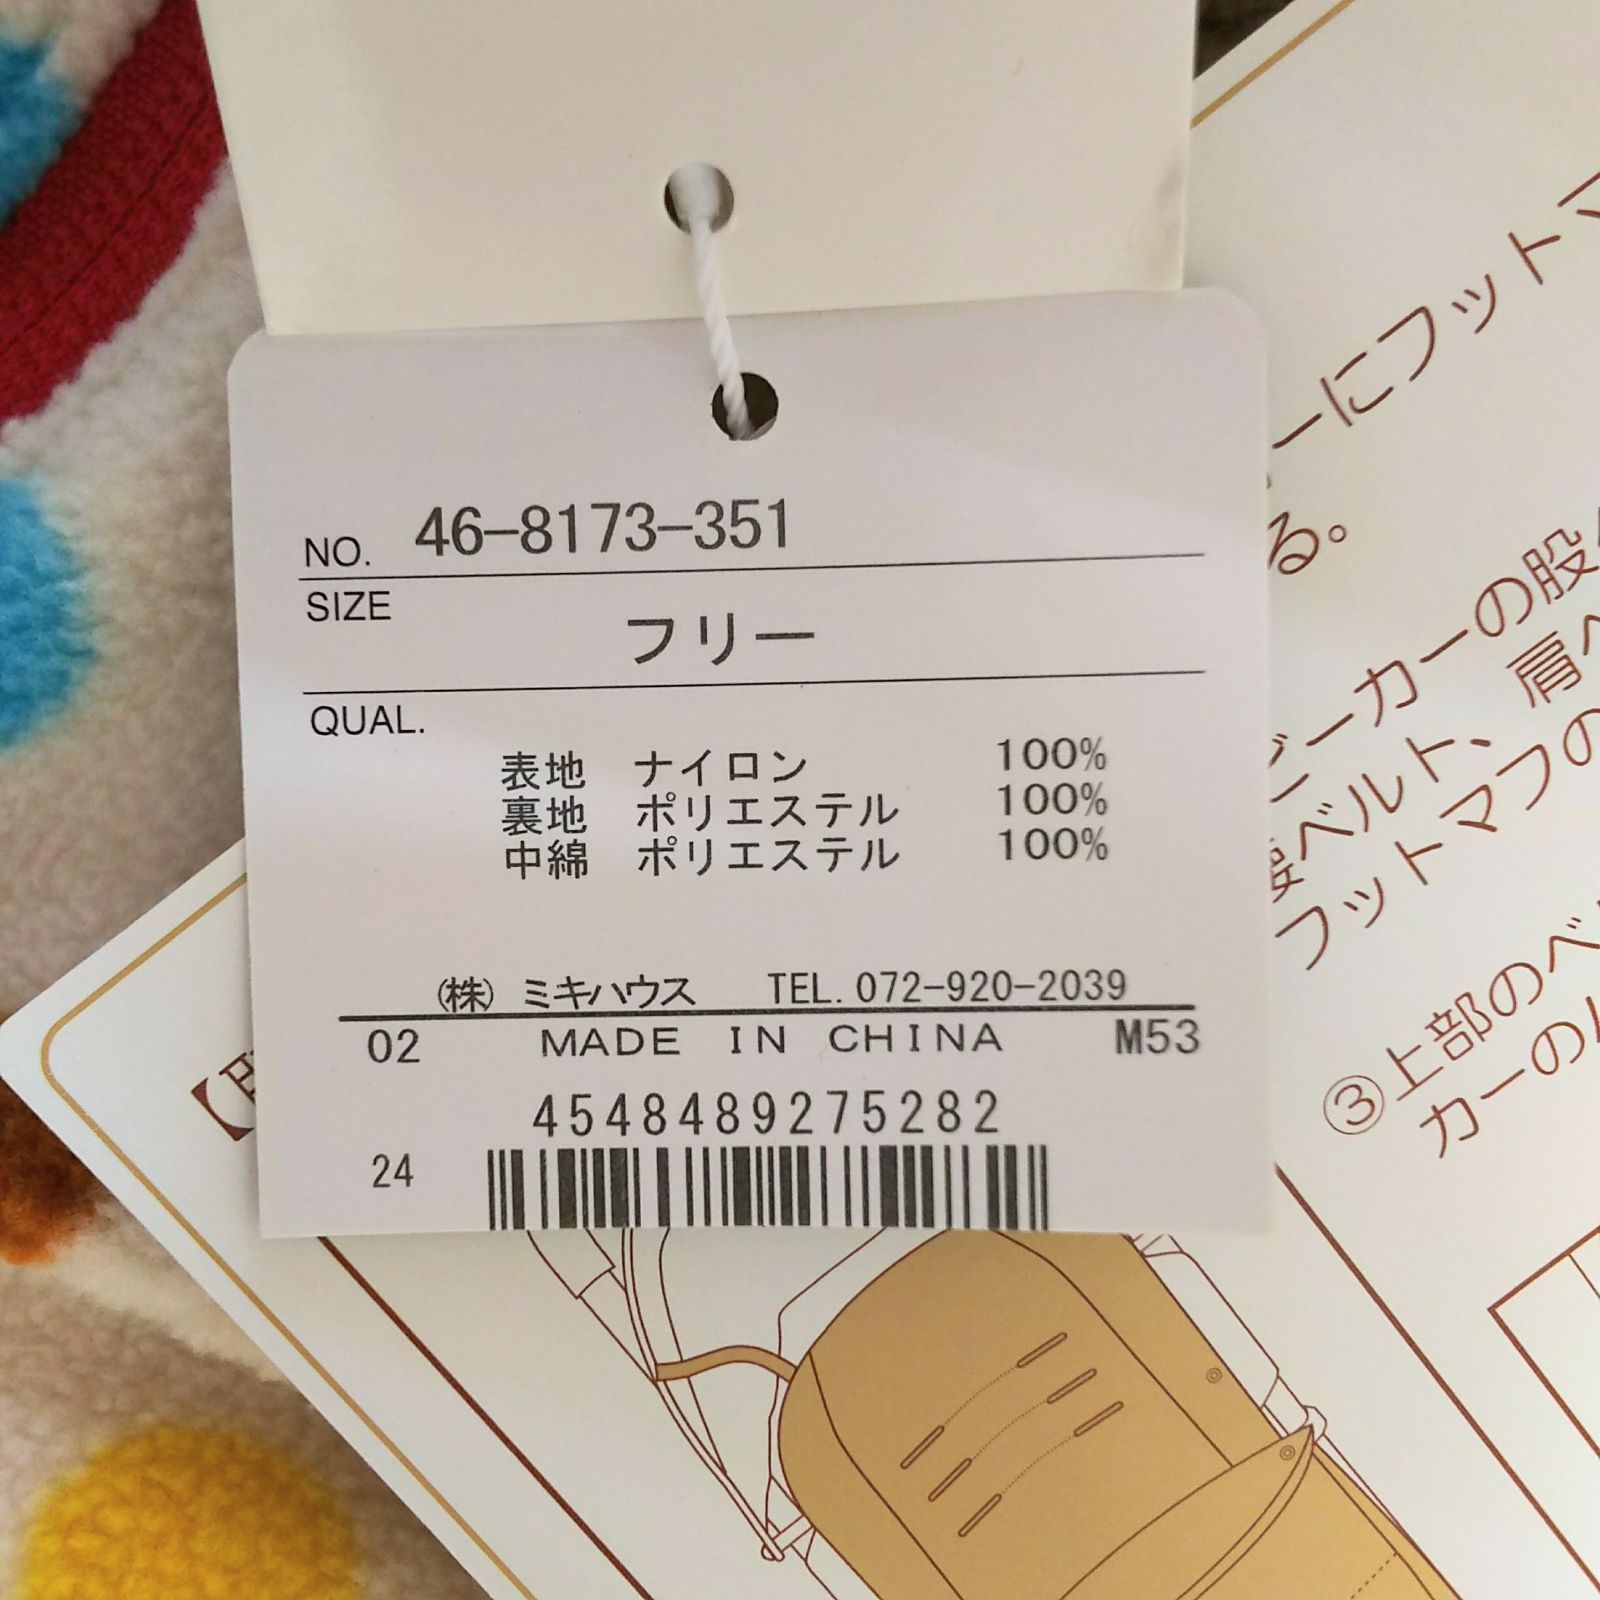 NO. 46-8173-351
SIZE フリー
QUAL.
表地 ナイロン 100%
裏地 ポリエステル 100%
中綿 ポリエステル 100%
(株) ミキハウス TEL. 072-920-2039
02 MADE IN CHINA M53
4548489275282
24
ーにフットマ
る。
ビーカーの股
ベルト、肩ベ
フットマフの
③上部のベ
カーの